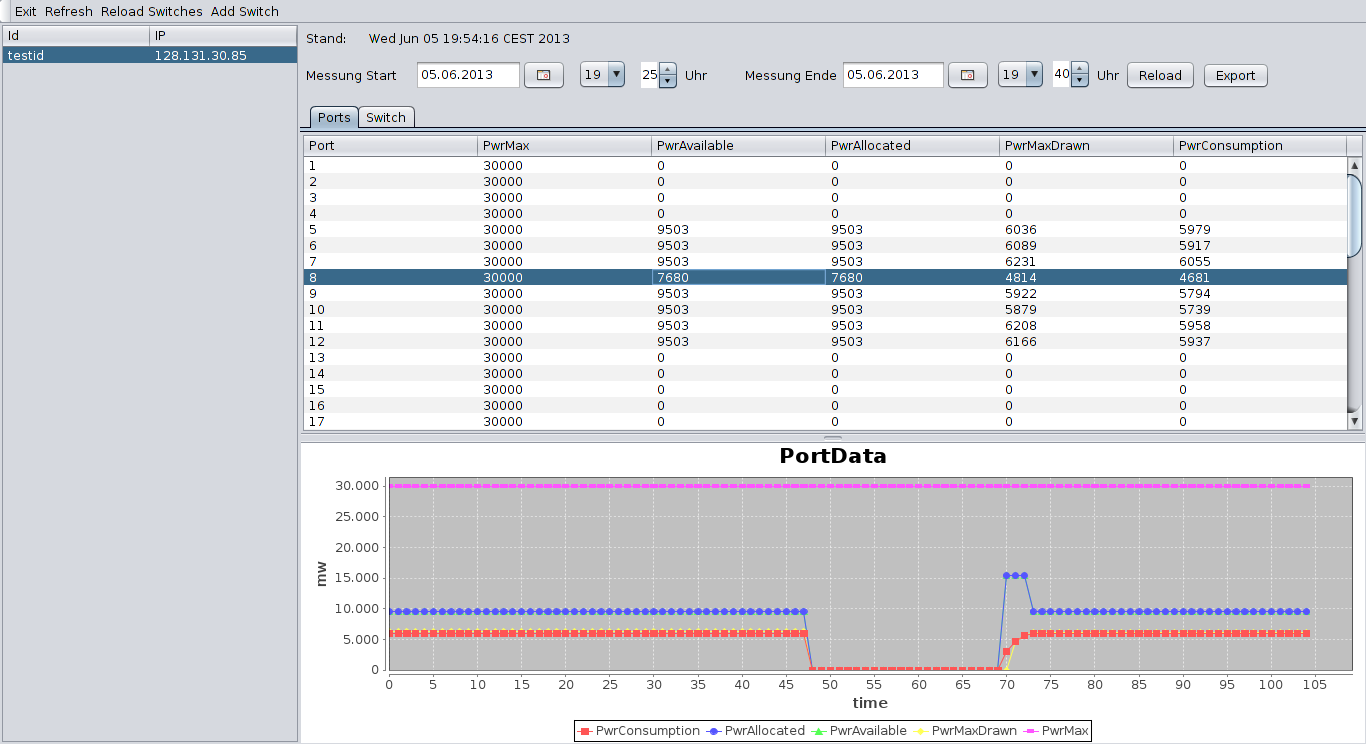 Exit Refresh Reload Switches Add Switch
Id IP
testid 128.131.30.85
Stand: Wed Jun 05 19:54:16 CEST 2013
Messung Start 05.06.2013 19 25 Uhr Messung Ende 05.06.2013 19 40 Uhr Reload Export
Ports Switch
Port PwrMax PwrAvailable PwrAllocated PwrMaxDrawn PwrConsumption
1 30000 0 0 0 0
2 30000 0 0 0 0
3 30000 0 0 0 0
4 30000 0 0 0 0
5 30000 9503 9503 6036 5979
6 30000 9503 9503 6089 5917
7 30000 9503 9503 6231 6055
8 30000 7680 7680 4814 4681
9 30000 9503 9503 5922 5794
10 30000 9503 9503 5879 5739
11 30000 9503 9503 6208 5958
12 30000 9503 9503 6166 5937
13 30000 0 0 0 0
14 30000 0 0 0 0
15 30000 0 0 0 0
16 30000 0 0 0 0
17 30000 0 0 0 0
PortData
mw
30.000
25.000
20.000
15.000
10.000
5.000
0
0 5 10 15 20 25 30 35 40 45 50 55 60 65 70 75 80 85 90 95 100 105
time
PwrConsumption PwrAllocated PwrAvailable PwrMaxDrawn PwrMax